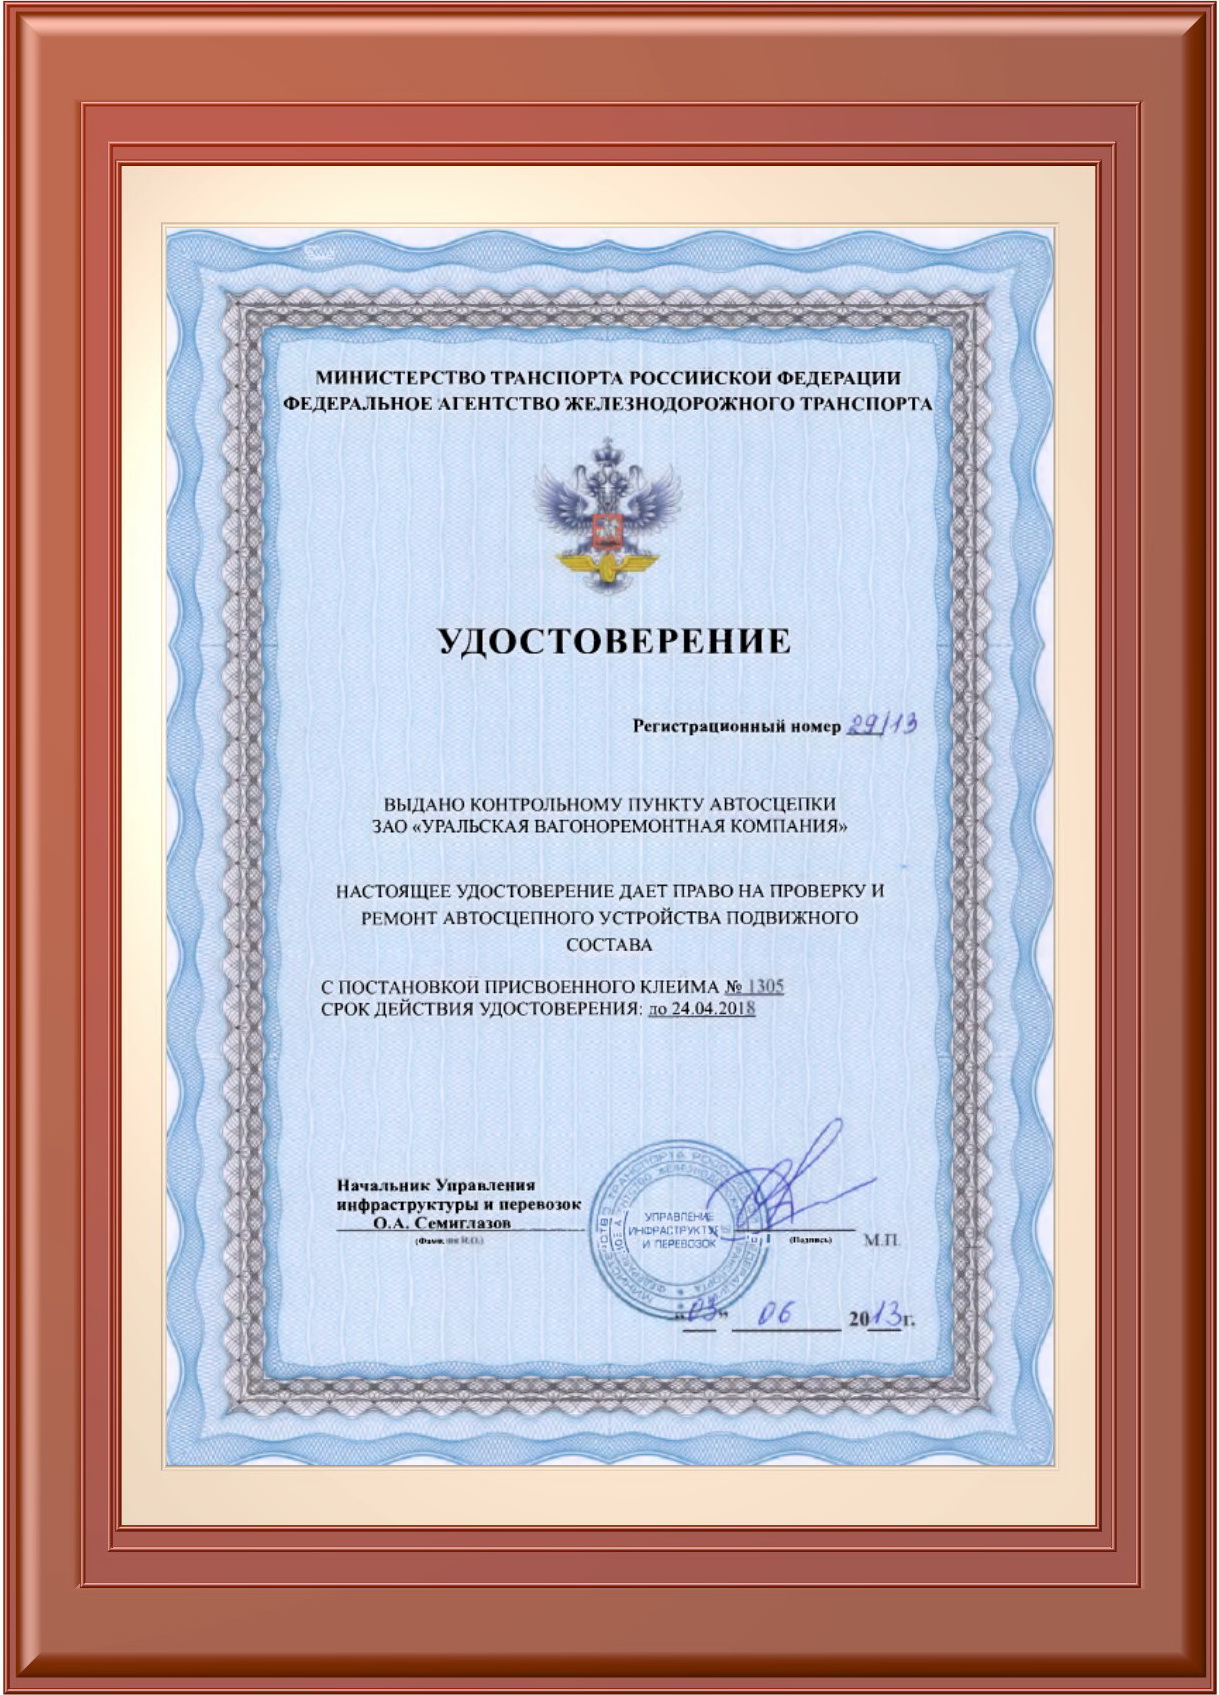 МИНИСТЕРСТВО ТРАНСПОРТА РОССИЙСКОЙ ФЕДЕРАЦИИ
ФЕДЕРАЛЬНОЕ АГЕНТСТВО ЖЕЛЕЗНОДОРОЖНОГО ТРАНСПОРТА
УДОСТОВЕРЕНИЕ
Регистрационный номер 29/13
ВЫДАНО КОНТРОЛЬНОМУ ПУНКТУ АВТОСЦЕПКИ
ЗАО «УРАЛЬСКАЯ ВАГОНОРЕМОНТНАЯ КОМПАНИЯ»
НАСТОЯЩЕЕ УДОСТОВЕРЕНИЕ ДАЕТ ПРАВО НА ПРОВЕРКУ И
РЕМОНТ АВТОСЦЕПНОГО УСТРОЙСТВА ПОДВИЖНОГО
СОСТАВА
С ПОСТАНОВКОЙ ПРИСВОЕННОГО КЛЕЙМА № 1305
СРОК ДЕЙСТВИЯ УДОСТОВЕРЕНИЯ: до 24.04.2018
Начальник Управления
инфраструктуры и перевозок
О.А. Семиглазов
(Фамилия И.О.)
УПРАВЛЕНИЕ
ИНФРАСТРУКТУРЫ
И ПЕРЕВОЗОК
(Подпись)
М.П.
"03" 06 2013г.